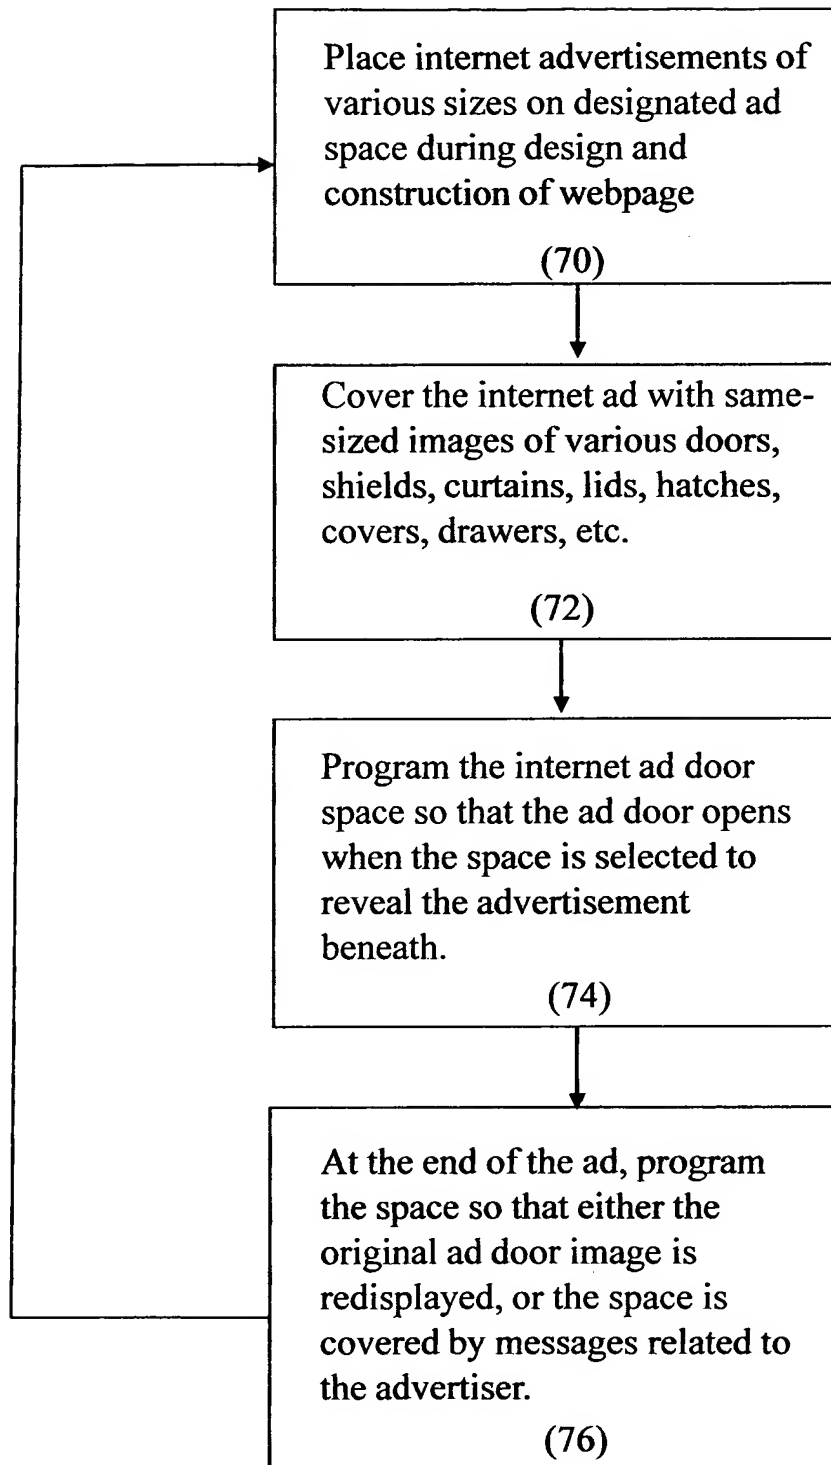 Place internet advertisements of
various sizes on designated ad
space during design and
construction of webpage
(70)
Cover the internet ad with same-
sized images of various doors,
shields, curtains, lids, hatches,
covers, drawers, etc.
(72)
Program the internet ad door
space so that the ad door opens
when the space is selected to
reveal the advertisement
beneath.
(74)
At the end of the ad, program
the space so that either the
original ad door image is
redisplayed, or the space is
covered by messages related to
the advertiser.
(76)